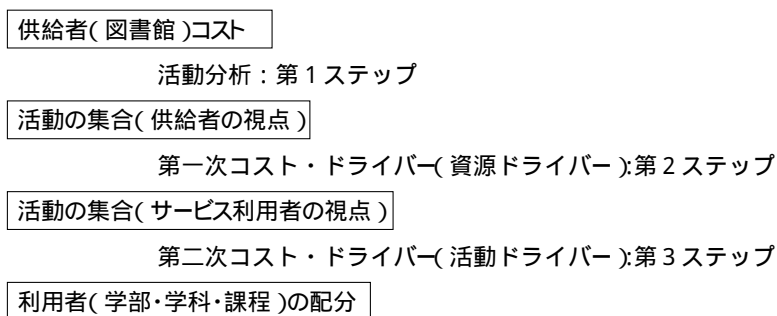 供給者(図書館)コスト
活動分析:第1ステップ
活動の集合(供給者の視点)
第一次コスト・ドライバー(資源ドライバー):第2ステップ
活動の集合(サービス利用者の視点)
第二次コスト・ドライバー(活動ドライバー):第3ステップ
利用者(学部・学科・課程)の配分